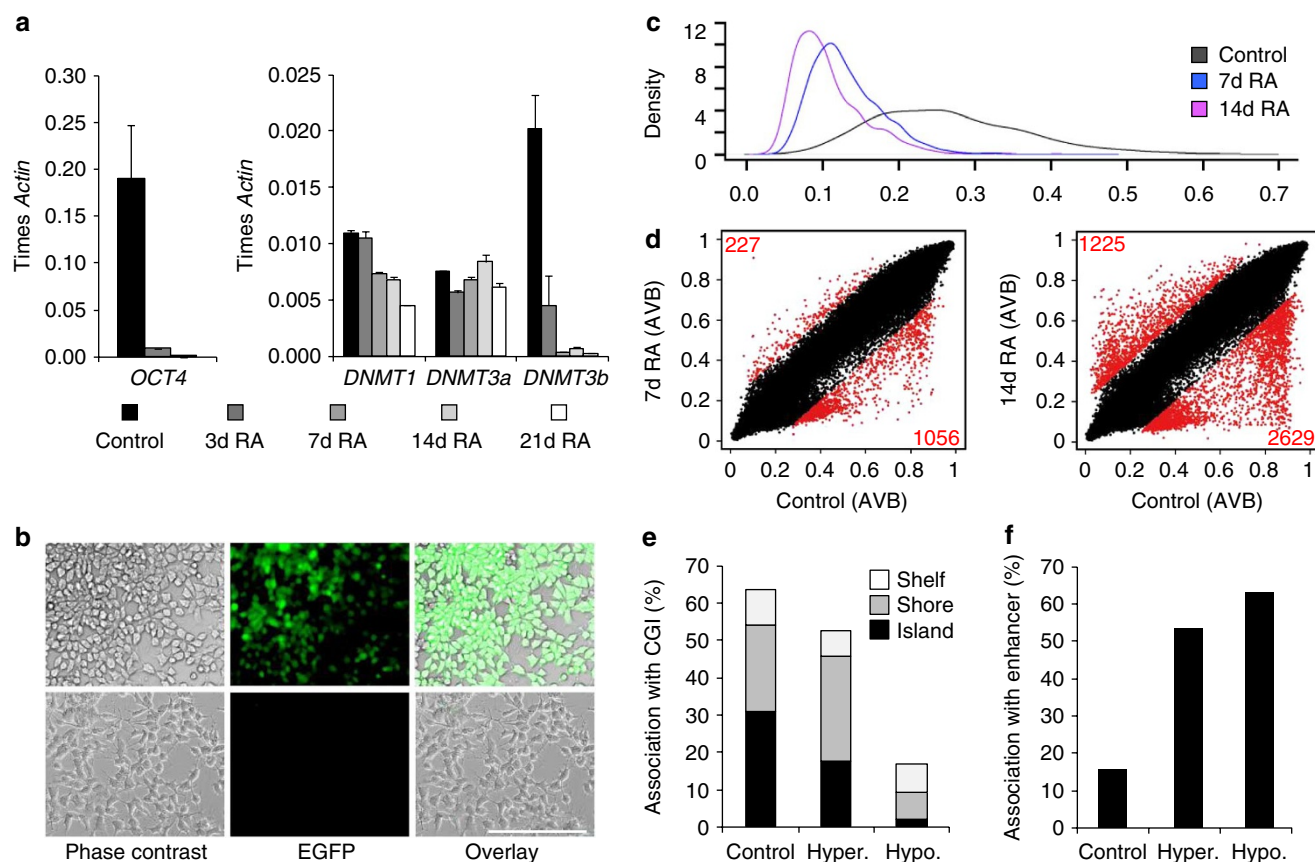 a
Times Actin
0.30
0.25
0.20
0.15
0.10
0.05
0.00
OCT4
Times Actin
0.025
0.020
0.015
0.010
0.005
0.000
DNMT1 DNMT3a DNMT3b
Control 3d RA 7d RA 14d RA 21d RA
b
Phase contrast EGFP Overlay
c
Density
12
8
4
0
0.0 0.1 0.2 0.3 0.4 0.5 0.6 0.7
Control
7d RA
14d RA
d
7d RA (AVB)
1
0.8
0.6
0.4
0.2
0
227
1056
0 0.2 0.4 0.6 0.8 1
Control (AVB)
14d RA (AVB)
1
0.8
0.6
0.4
0.2
0
1225
2629
0 0.2 0.4 0.6 0.8 1
Control (AVB)
e
Association with CGI (%)
70
60
50
40
30
20
10
0
Shelf
Shore
Island
Control Hyper. Hypo.
f
Association with enhancer (%)
70
60
50
40
30
20
10
0
Control Hyper. Hypo.